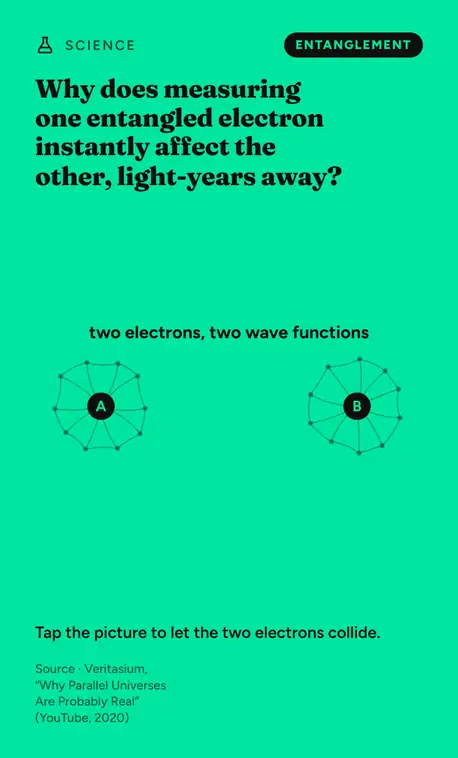 SCIENCE
ENTANGLEMENT
Why does measuring
one entangled electron
instantly affect the
other, light-years away?
two electrons, two wave functions
A
B
Tap the picture to let the two electrons collide.
Source · Veritasium,
“Why Parallel Universes
Are Probably Real”
(YouTube, 2020)